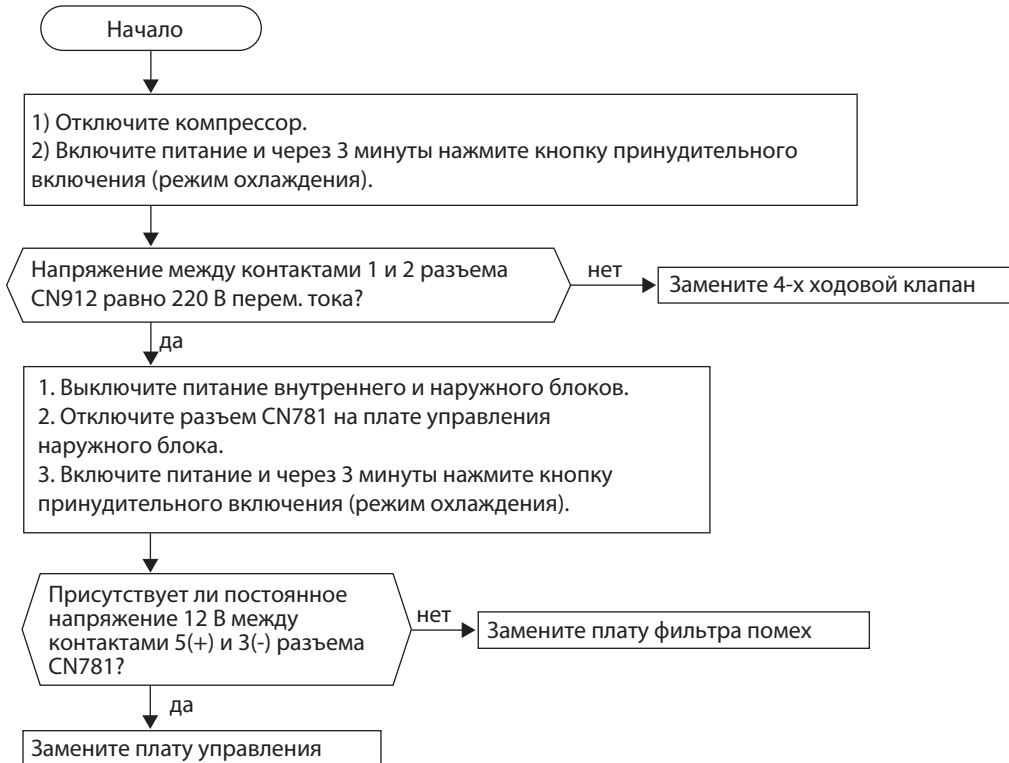 Начало
1) Отключите компрессор.
2) Включите питание и через 3 минуты нажмите кнопку принудительного
включения (режим охлаждения).
Напряжение между контактами 1 и 2 разъема
CN912 равно 220 В перем. тока?
нет
Замените 4-х ходовой клапан
да
1. Выключите питание внутреннего и наружного блоков.
2. Отключите разъем CN781 на плате управления
наружного блока.
3. Включите питание и через 3 минуты нажмите кнопку
принудительного включения (режим охлаждения).
Присутствует ли постоянное
напряжение 12 В между
контактами 5(+) и 3(-) разъема
CN781?
нет
Замените плату фильтра помех
да
Замените плату управления